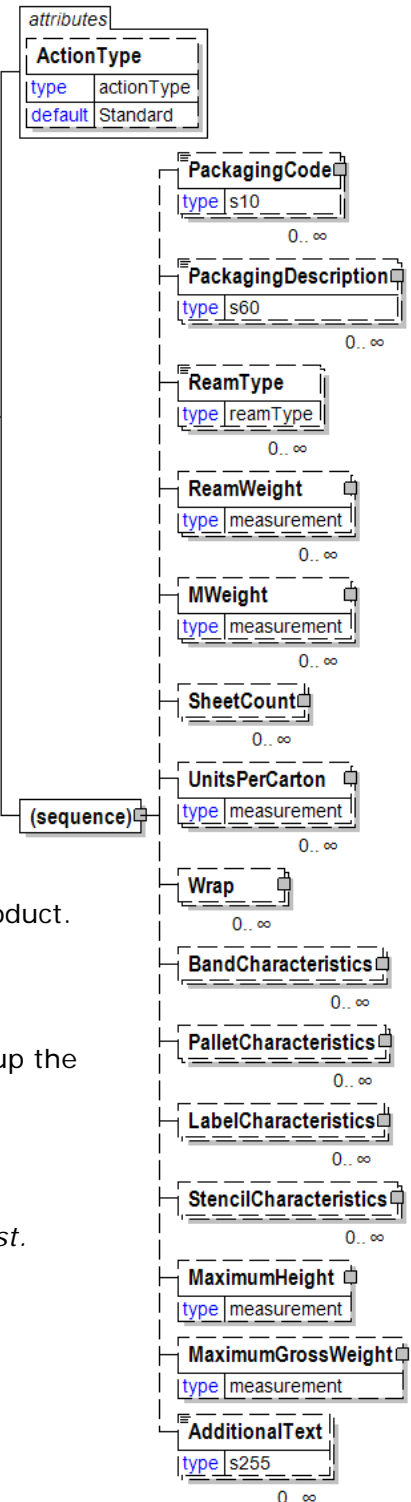 attributes
ActionType
type actionType
default Standard
PackagingCode
type s10
0.. ∞
PackagingDescription
type s60
0.. ∞
ReamType
type reamType
0.. ∞
ReamWeight
type measurement
0.. ∞
MWeight
type measurement
0.. ∞
SheetCount
0.. ∞
UnitsPerCarton
type measurement
0.. ∞
(sequence)
Wrap
0.. ∞
oduct.
BandCharacteristics
0.. ∞
PalletCharacteristics
0.. ∞
up the
LabelCharacteristics
0.. ∞
StencilCharacteristics
0.. ∞
st.
MaximumHeight
type measurement
MaximumGrossWeight
type measurement
AdditionalText
type s255
0.. ∞